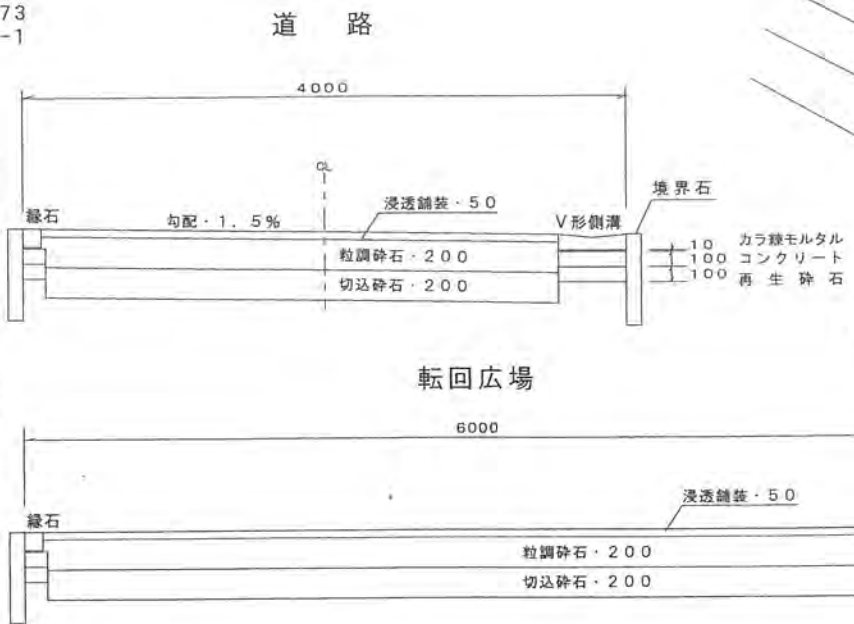 73
-1
道 路
4000
CL
縁石
勾配・1.5%
浸透舗装・50
V形側溝
境界石
粒調砕石・200
切込砕石・200
10 カラ練モルタル
100 コンクリート
100 再生砕石
転回広場
6000
縁石
浸透舗装・50
粒調砕石・200
切込砕石・200